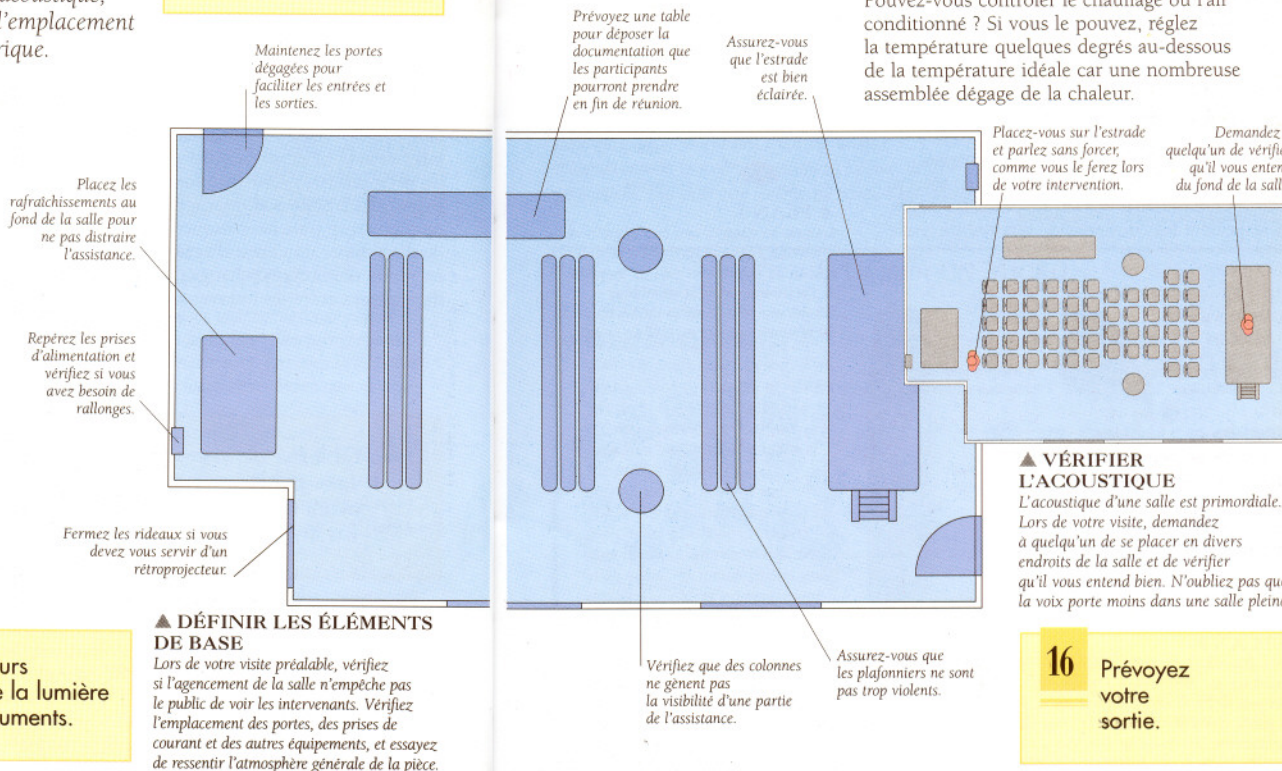 acoustique,
l'emplacement
rique.
Maintenez les portes
dégagées pour
faciliter les entrées et
les sorties.
Prévoyez une table
pour déposer la
documentation que
les participants
pourront prendre
en fin de réunion.
Assurez-vous
que l'estrade
est bien
éclairée.
Pouvez-vous contrôler le chauffage ou l'air
conditionné ? Si vous le pouvez, réglez
la température quelques degrés au-dessous
de la température idéale car une nombreuse
assemblée dégage de la chaleur.
Placez-vous sur l'estrade
et parlez sans forcer,
comme vous le ferez lors
de votre intervention.
Demandez
quelqu'un de vérifie
qu'il vous enten
du fond de la sall
Placez les
rafraîchissements au
fond de la salle pour
ne pas distraire
l'assistance.
Repérez les prises
d'alimentation et
vérifiez si vous
avez besoin de
rallonges.
Fermez les rideaux si vous
devez vous servir d'un
rétroprojecteur.
▲ DÉFINIR LES ÉLÉMENTS
DE BASE
Lors de votre visite préalable, vérifiez
si l'agencement de la salle n'empêche pas
le public de voir les intervenants. Vérifiez
l'emplacement des portes, des prises de
courant et des autres équipements, et essayez
de ressentir l'atmosphère générale de la pièce.
urs
e la lumière
uments.
Vérifiez que des colonnes
ne gênent pas
la visibilité d'une partie
de l'assistance.
Assurez-vous que
les plafonniers ne sont
pas trop violents.
▲ VÉRIFIER
L'ACOUSTIQUE
L'acoustique d'une salle est primordiale.
Lors de votre visite, demandez
à quelqu'un de se placer en divers
endroits de la salle et de vérifier
qu'il vous entend bien. N'oubliez pas que
la voix porte moins dans une salle pleine
16
Prévoyez
votre
sortie.